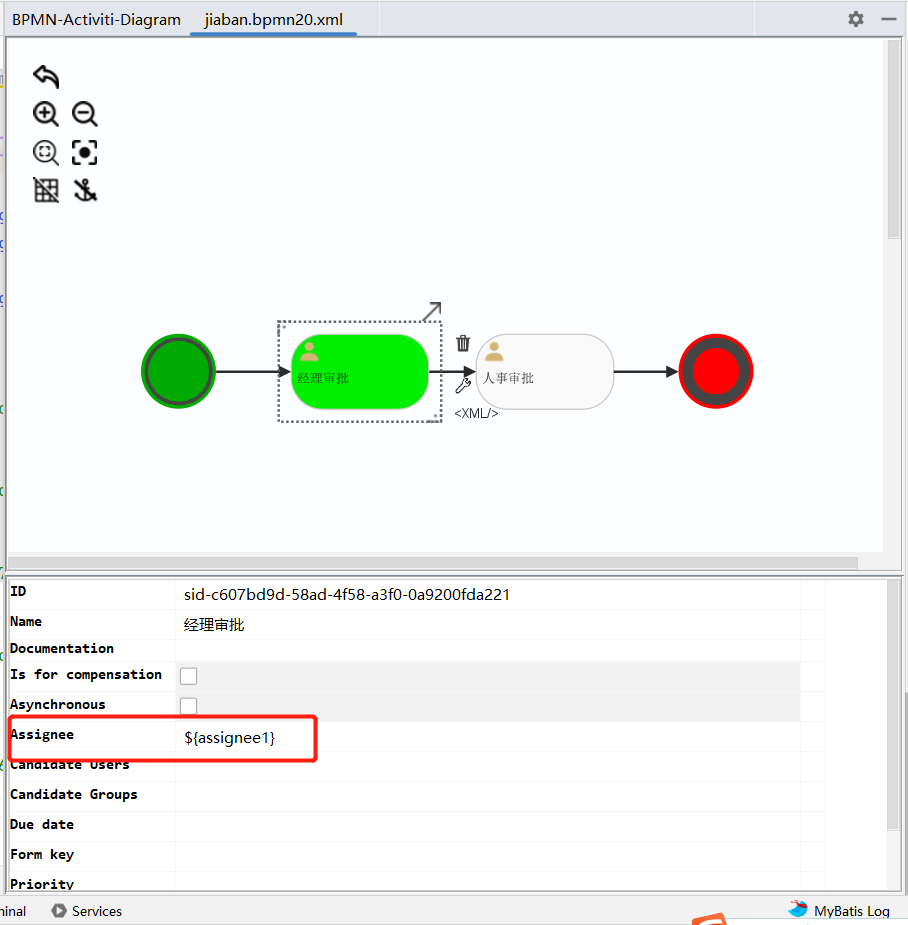 BPMN-Activiti-Diagram jiaban.bpmn20.xml
经理审批
人事审批
<XML/>
ID sid-c607bd9d-58ad-4f58-a3f0-0a9200fda221
Name 经理审批
Documentation
Is for compensation
Asynchronous
Assignee ${assignee1}
Candidate Users
Candidate Groups
Due date
Form key
Priority
inal Services MyBatis Log